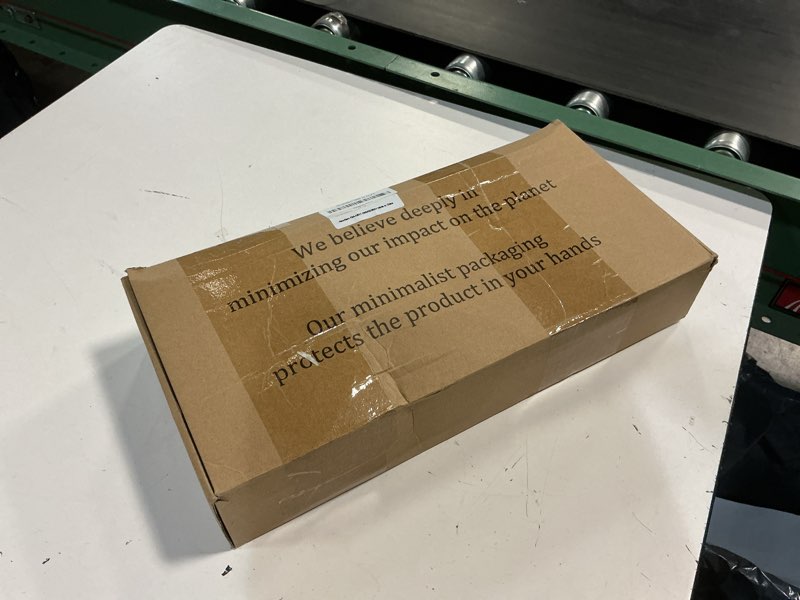 We believe deeply in
minimizing our impact on the planet
Our minimalist packaging
protects the product in your hands